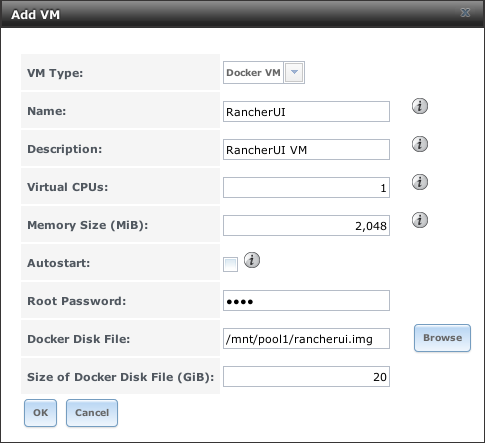 Add VM
VM Type: Docker VM
Name: RancherUI
Description: RancherUI VM
Virtual CPUs: 1
Memory Size (MiB): 2,048
Autostart:
Root Password: ●●●●
Docker Disk File: /mnt/pool1/rancherui.img Browse
Size of Docker Disk File (GiB): 20
OK Cancel